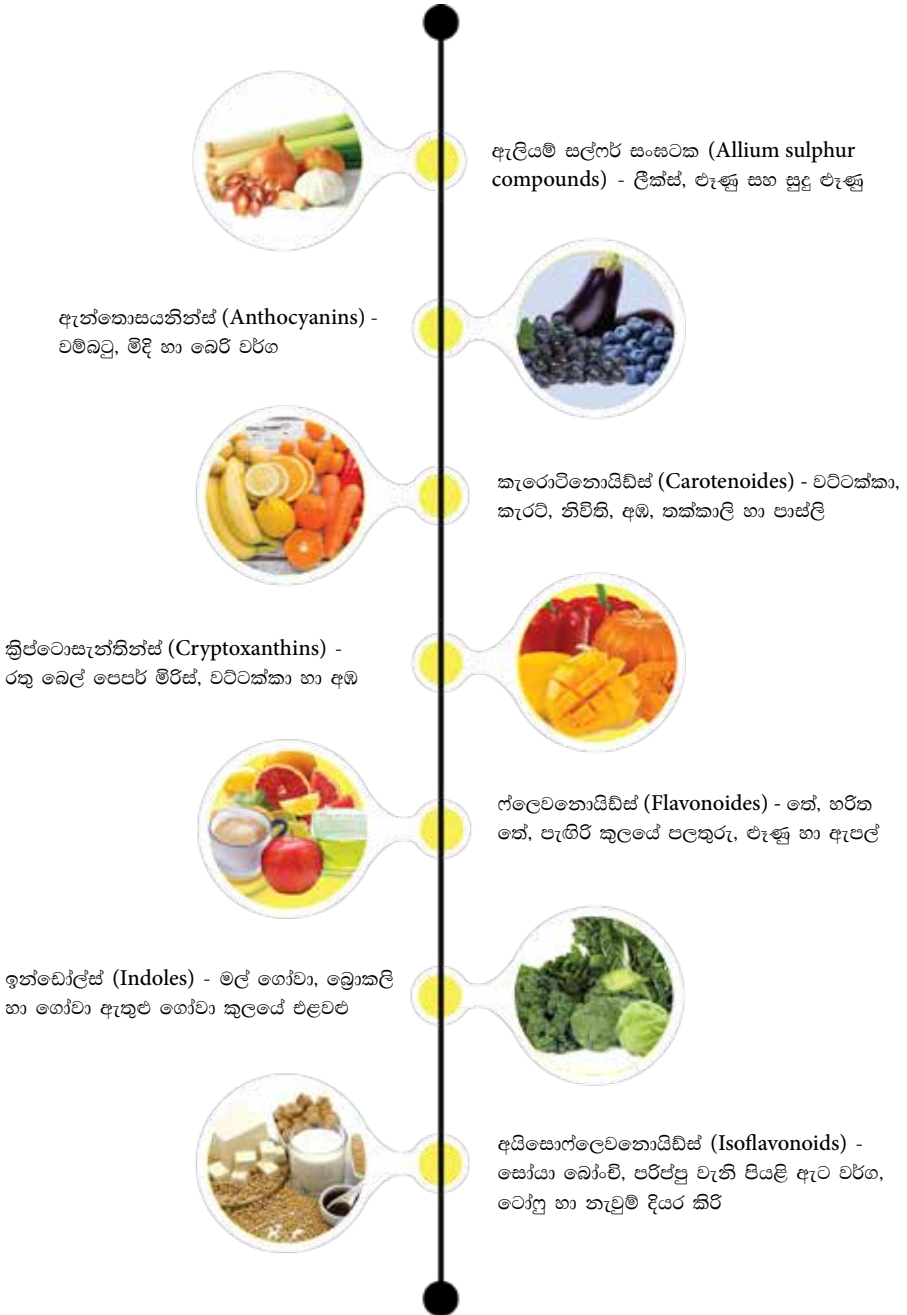 ඇලියම් සල්ෆර් සංඝටක (Allium sulphur
compounds) - ලීක්ස්, ළූණු සහ සුදු ළූණු
ඇන්තොසයනින්ස් (Anthocyanins) -
වම්බටු, මිදි හා බෙරි වර්ග
කැරොටිනොයිඩ්ස් (Carotenoides) - වට්ටක්කා,
කැරට්, නිවිති, අඹ, තක්කාලි හා පාස්ලි
ක්‍රිප්ටොසැන්තින්ස් (Cryptoxanthins) -
රතු බෙල් පෙපර් මිරිස්, වට්ටක්කා හා අඹ
ෆ්ලෙවනොයිඩ්ස් (Flavonoides) - තේ, හරිත
තේ, පැඟිරි කුලයේ පලතුරු, ළූණු හා ඇපල්
ඉන්ඩෝල්ස් (Indoles) - මල් ගෝවා, බ්‍රොකලි
හා ගෝවා ඇතුළු ගෝවා කුලයේ එළවළු
අයිසොෆ්ලෙවනොයිඩ්ස් (Isoflavonoids) -
සෝයා බෝංචි, පරිප්පු වැනි පියළි ඇට වර්ග,
ටෝෆු හා නැවුම් දියර කිරි